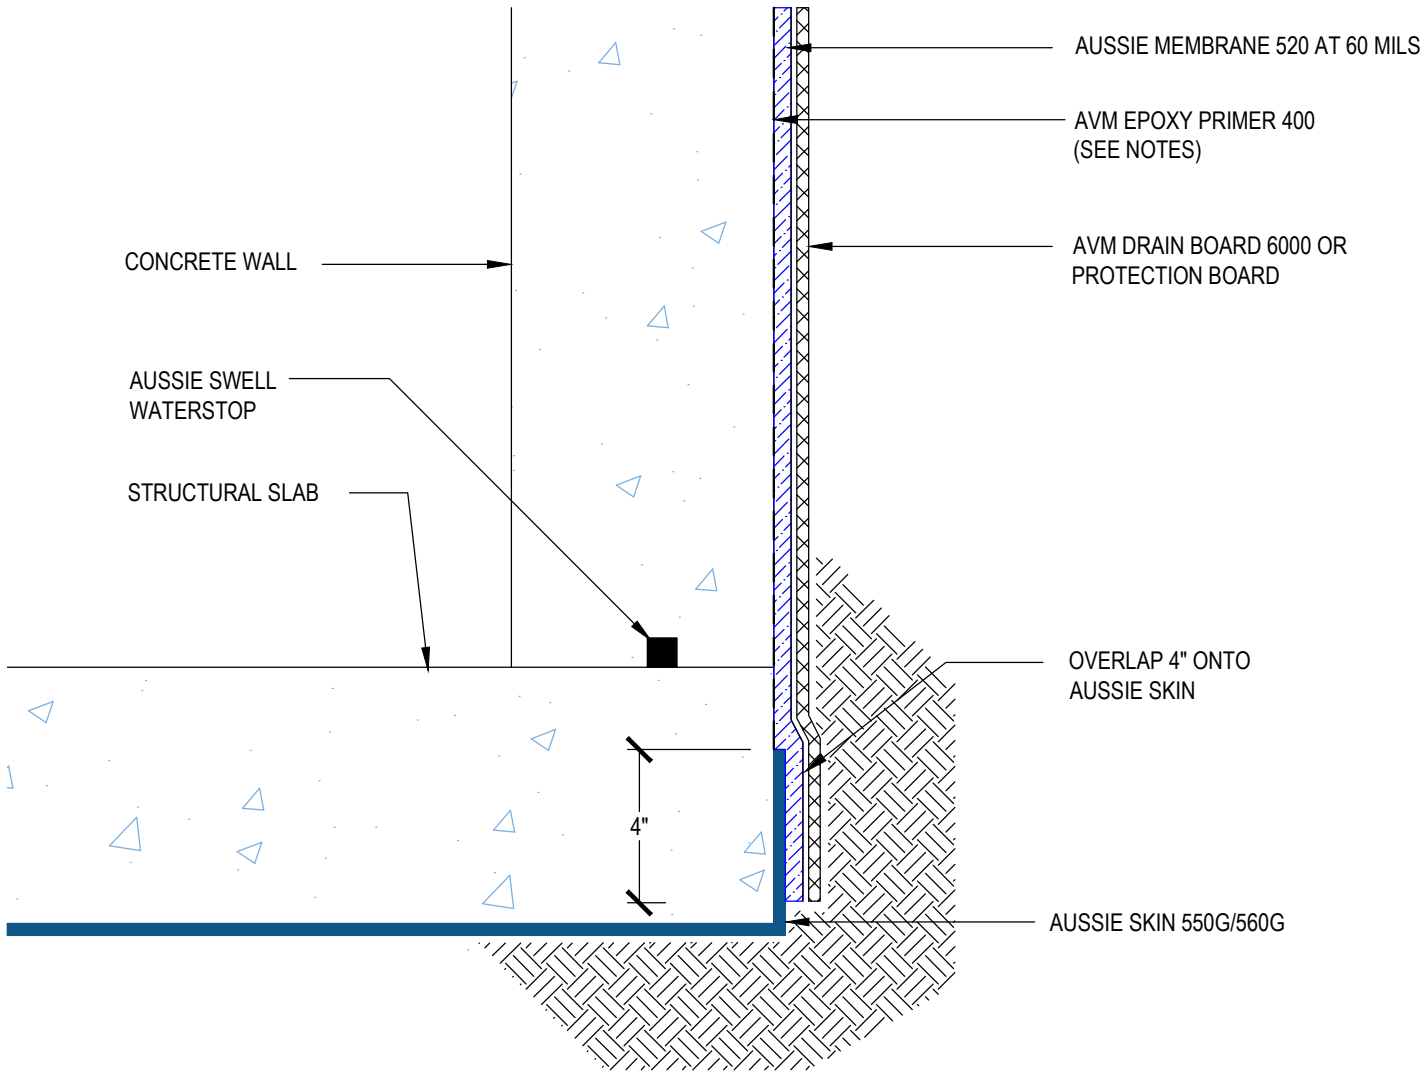 AUSSIE MEMBRANE 520 AT 60 MILS
AVM EPOXY PRIMER 400
(SEE NOTES)
AVM DRAIN BOARD 6000 OR
PROTECTION BOARD
CONCRETE WALL
AUSSIE SWELL
WATERSTOP
STRUCTURAL SLAB
OVERLAP 4" ONTO
AUSSIE SKIN
4"
AUSSIE SKIN 550G/560G